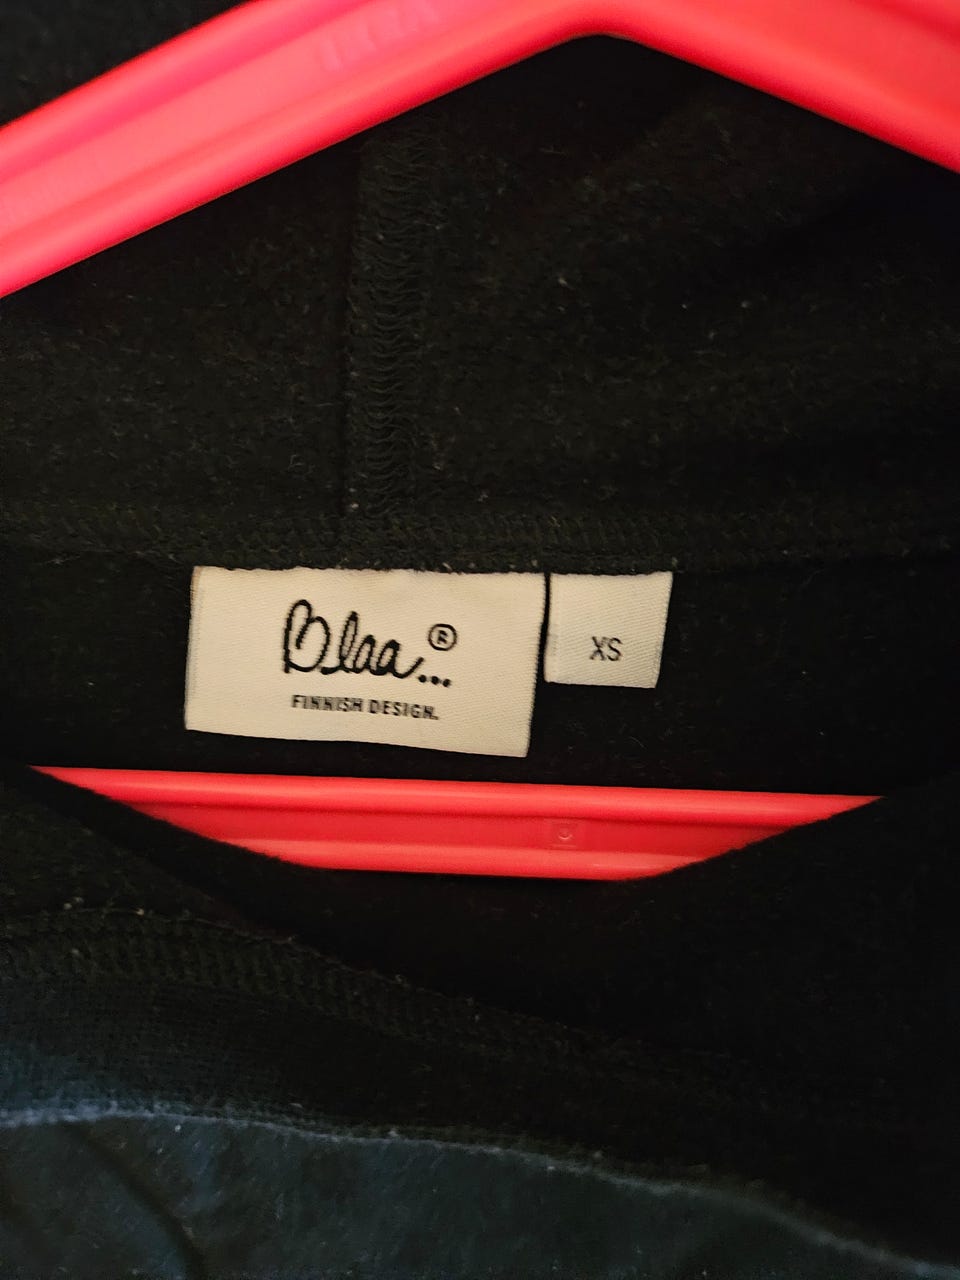 Blaa...®
FINNISH DESIGN.
XS